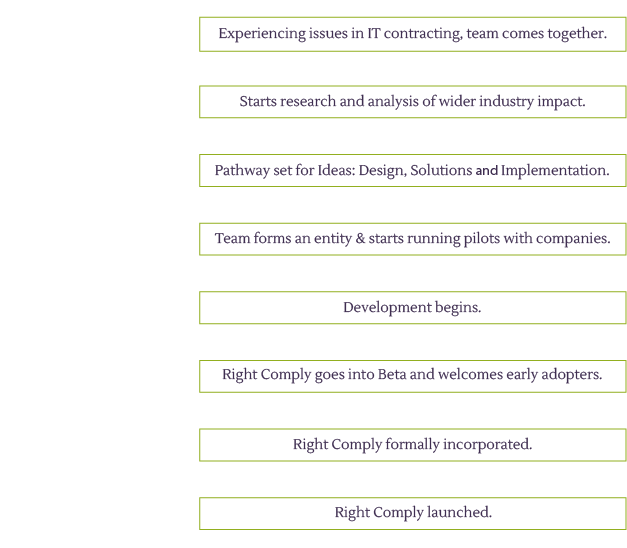 Experiencing issues in IT contracting, team comes together.
Starts research and analysis of wider industry impact.
Pathway set for Ideas: Design, Solutions and Implementation.
Team forms an entity & starts running pilots with companies.
Development begins.
Right Comply goes into Beta and welcomes early adopters.
Right Comply formally incorporated.
Right Comply launched.